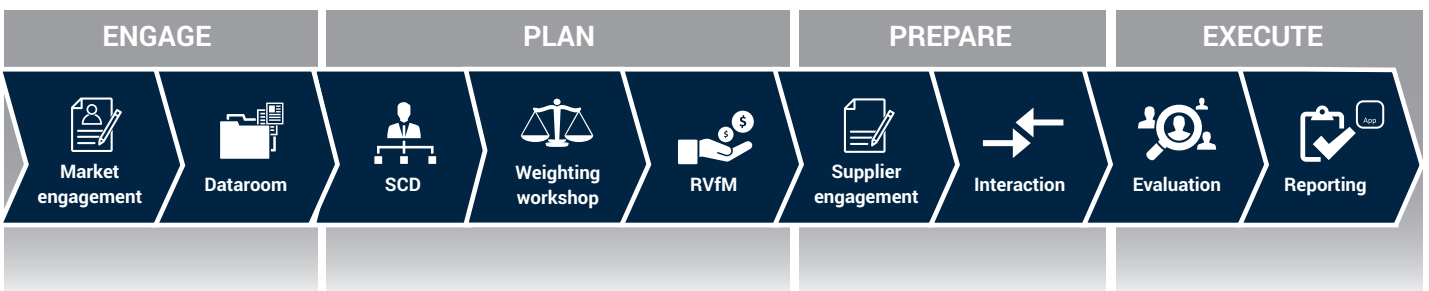 ENGAGE
PLAN
PREPARE
EXECUTE
Market
engagement
Dataroom
SCD
Weighting
workshop
RVfM
Supplier
engagement
Interaction
Evaluation
App
Reporting